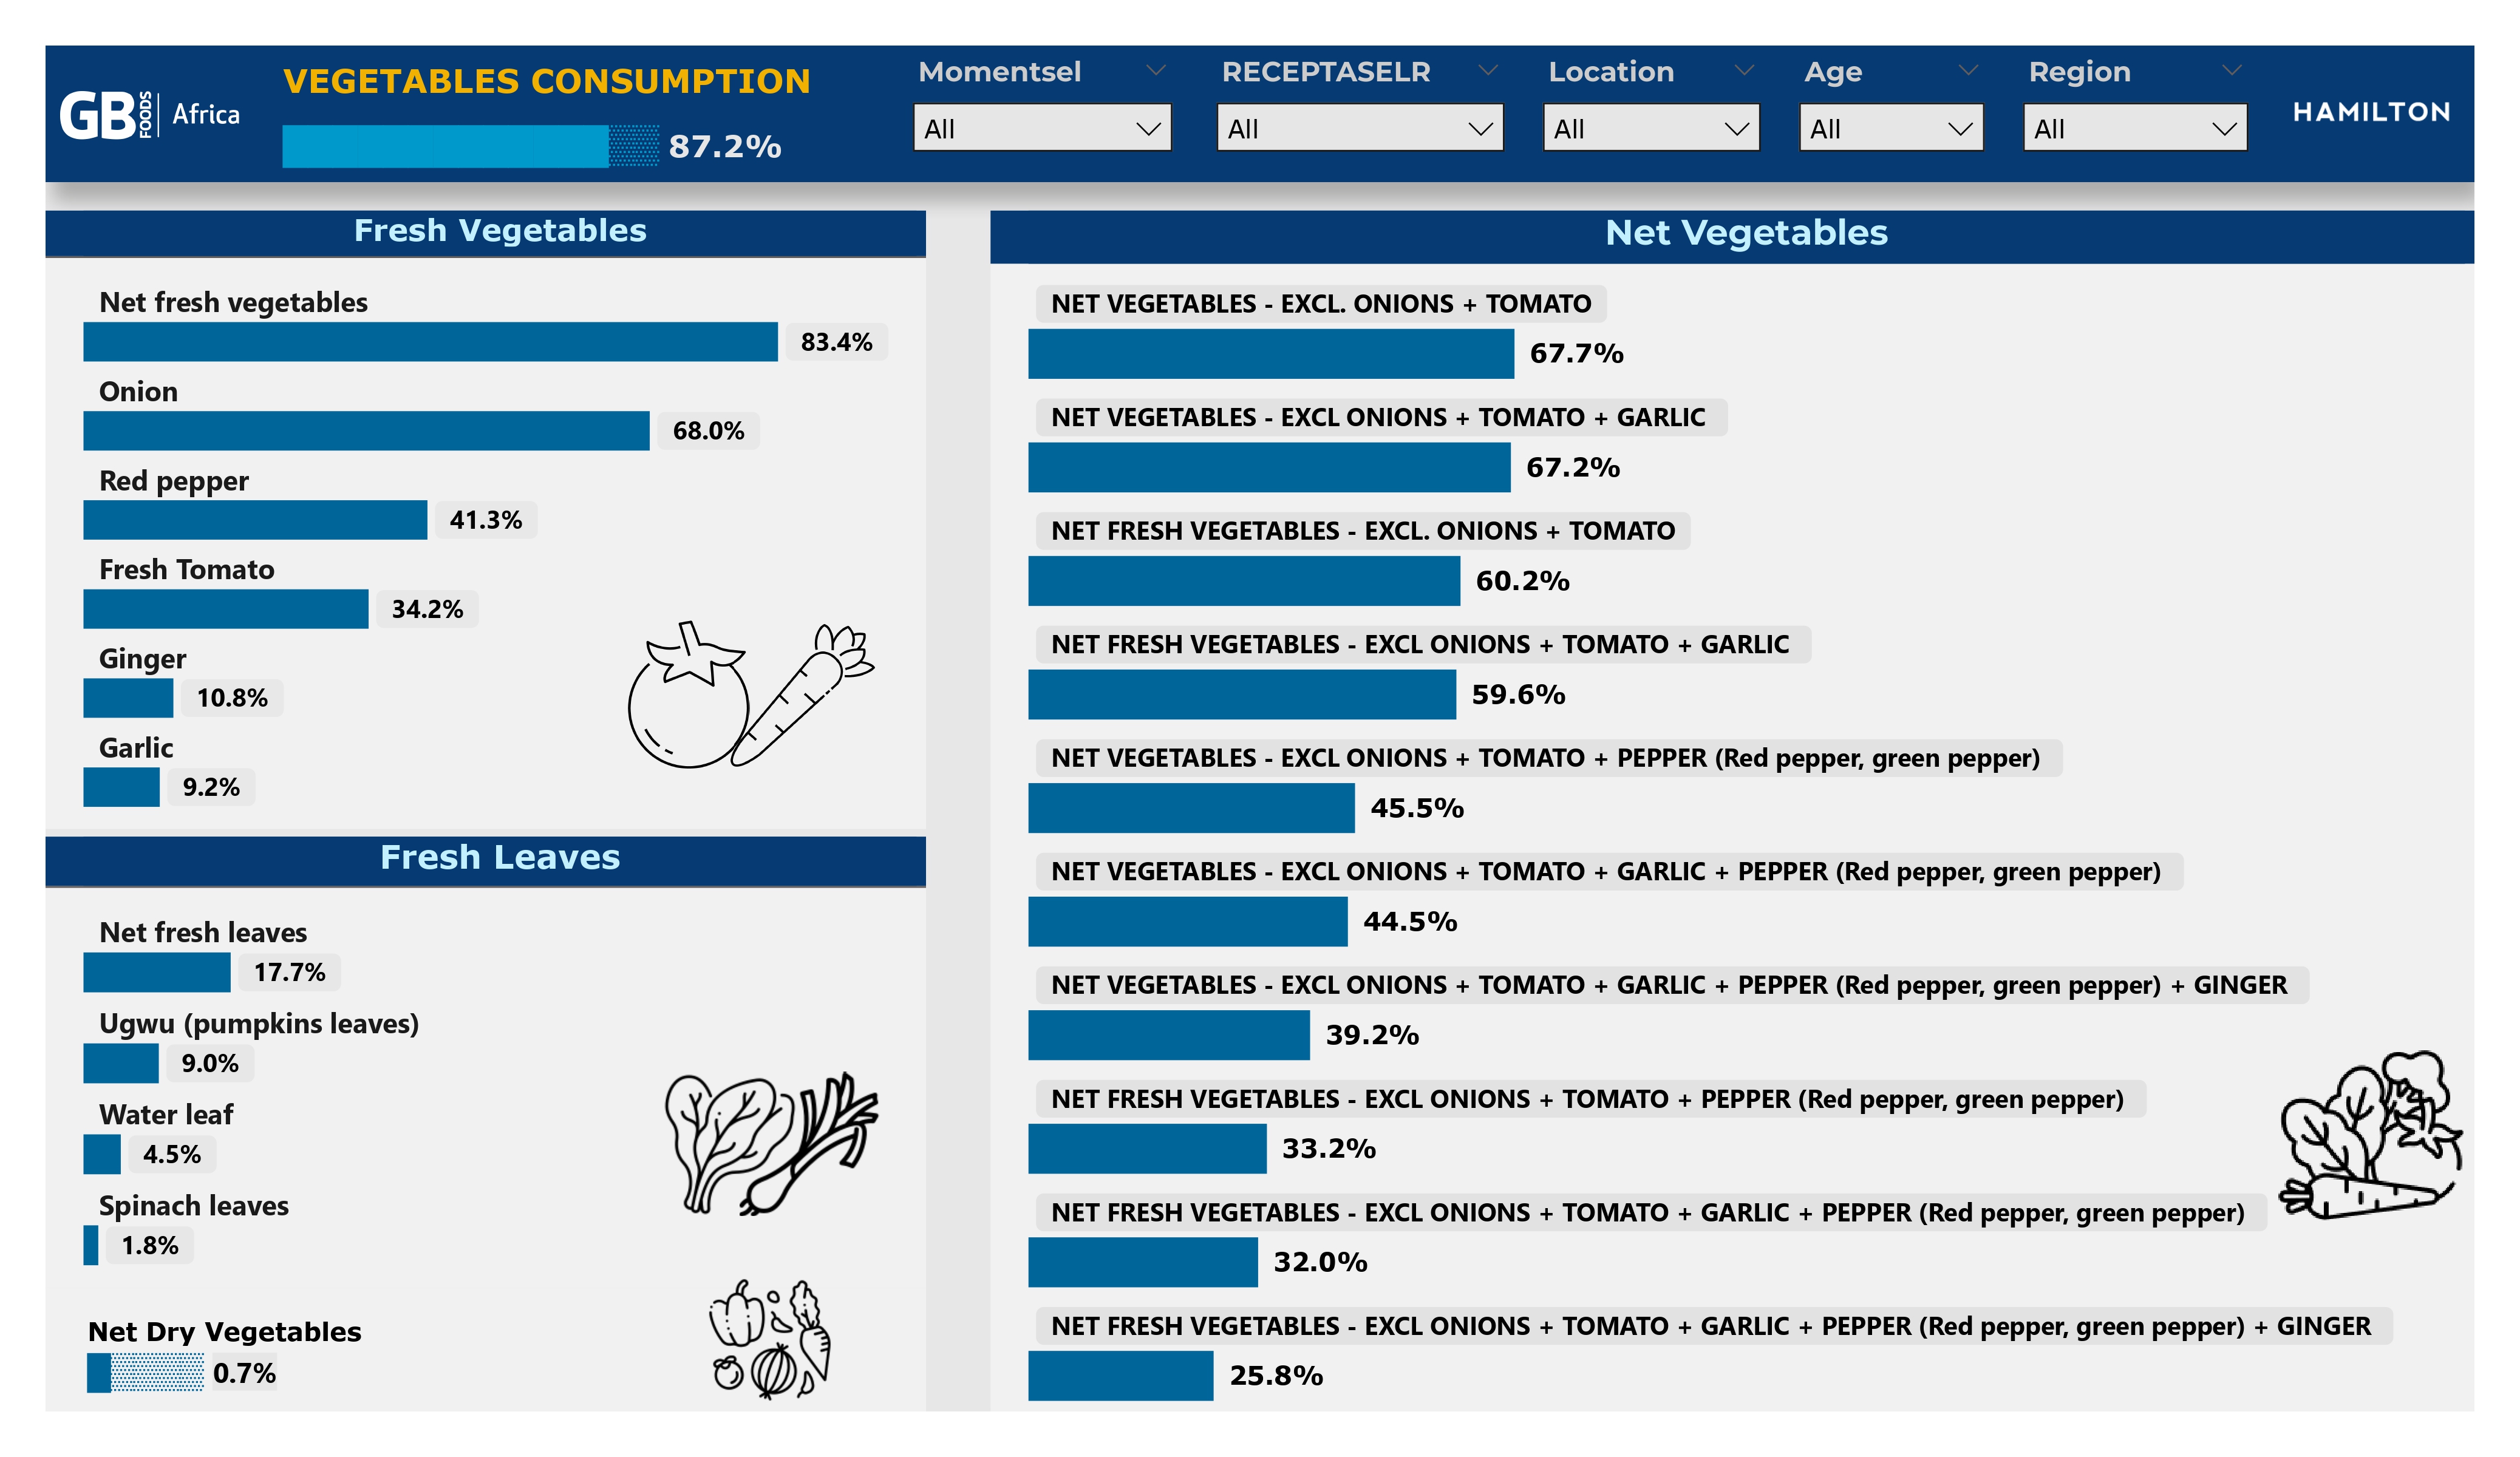 GB FOODS | Africa
VEGETABLES CONSUMPTION
87.2%
Momentsel
All
RECEPTASELR
All
Location
All
Age
All
Region
All
HAMILTON
Fresh Vegetables
Net fresh vegetables
83.4%
Onion
68.0%
Red pepper
41.3%
Fresh Tomato
34.2%
Ginger
10.8%
Garlic
9.2%
Fresh Leaves
Net fresh leaves
17.7%
Ugwu (pumpkins leaves)
9.0%
Water leaf
4.5%
Spinach leaves
1.8%
Net Dry Vegetables
0.7%
Net Vegetables
NET VEGETABLES - EXCL. ONIONS + TOMATO
67.7%
NET VEGETABLES - EXCL ONIONS + TOMATO + GARLIC
67.2%
NET FRESH VEGETABLES - EXCL. ONIONS + TOMATO
60.2%
NET FRESH VEGETABLES - EXCL ONIONS + TOMATO + GARLIC
59.6%
NET VEGETABLES - EXCL ONIONS + TOMATO + PEPPER (Red pepper, green pepper)
45.5%
NET VEGETABLES - EXCL ONIONS + TOMATO + GARLIC + PEPPER (Red pepper, green pepper)
44.5%
NET VEGETABLES - EXCL ONIONS + TOMATO + GARLIC + PEPPER (Red pepper, green pepper) + GINGER
39.2%
NET FRESH VEGETABLES - EXCL ONIONS + TOMATO + PEPPER (Red pepper, green pepper)
33.2%
NET FRESH VEGETABLES - EXCL ONIONS + TOMATO + GARLIC + PEPPER (Red pepper, green pepper)
32.0%
NET FRESH VEGETABLES - EXCL ONIONS + TOMATO + GARLIC + PEPPER (Red pepper, green pepper) + GINGER
25.8%